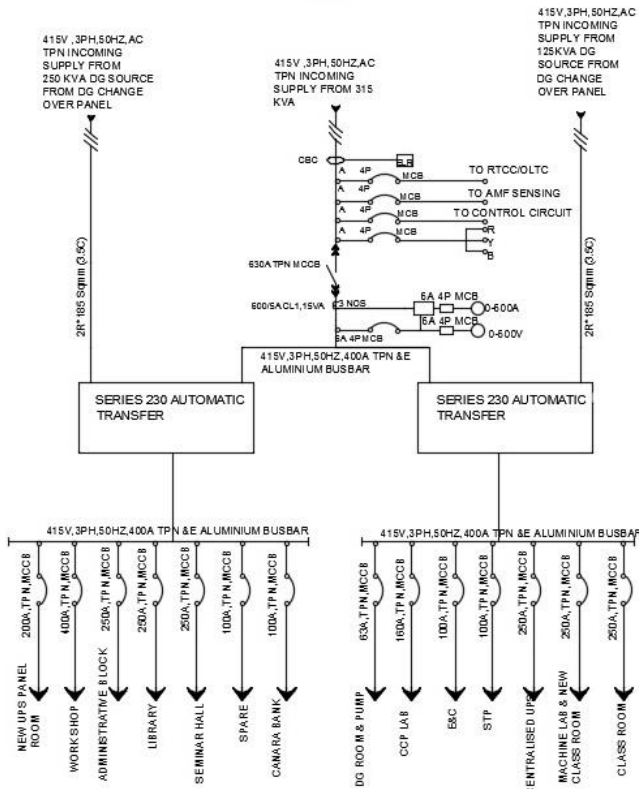 415V ,3PH,50HZ,AC
TPN INCOMING
SUPPLY FROM
250 KVA DG SOURCE
FROM DG CHANGE
OVER PANEL
415V ,3PH,50HZ,AC
TPN INCOMING
SUPPLY FROM 315
KVA
415V,3PH,50HZ,AC
TPN INCOMING
SUPPLY FROM
125KVA DG
SOURCE FROM
DG CHANGE
OVER PANEL
CBC
ELR
A 4P MCB TO RTCC/OLTC
A 4P MCB TO AMF SENSING
A 4P MCB TO CONTROL CIRCUIT
A 4P MCB
R
Y
B
630A TPN MCCB
600/5A CL1,15VA
3 NOS
6A 4P MCB
0-600A
6A 4P MCB
0-600V
6A 4P MCB
2R* 185 Sqmm (3.5C)
2R* 185 Sqmm (3.5C)
415V,3PH,50HZ,400A TPN &E
ALUMINIUM BUSBAR
SERIES 230 AUTOMATIC
TRANSFER
SERIES 230 AUTOMATIC
TRANSFER
415V,3PH,50HZ,400A TPN &E ALUMINIUM BUSBAR
200A,TPN,MCCB
400A,TPN,MCCB
250A,TPN,MCCB
250A,TPN,MCCB
250A,TPN,MCCB
100A,TPN,MCCB
100A,TPN,MCCB
NEW UPS PANEL
ROOM
WORKSHOP
ADMINISTRATIVE BLOCK
LIBRARY
SEMINAR HALL
SPARE
CANARA BANK
415V,3PH,50HZ,400A TPN &E ALUMINIUM BUSBAR
63A,TPN,MCCB
160A,TPN,MCCB
100A,TPN,MCCB
100A,TPN,MCCB
250A,TPN,MCCB
250A,TPN,MCCB
250A,TPN,MCCB
DG ROOM & PUMP
CCP LAB
E&C
STP
ENTRALISED UPS
MACHINE LAB & NEW
CLASS ROOM
CLASS ROOM